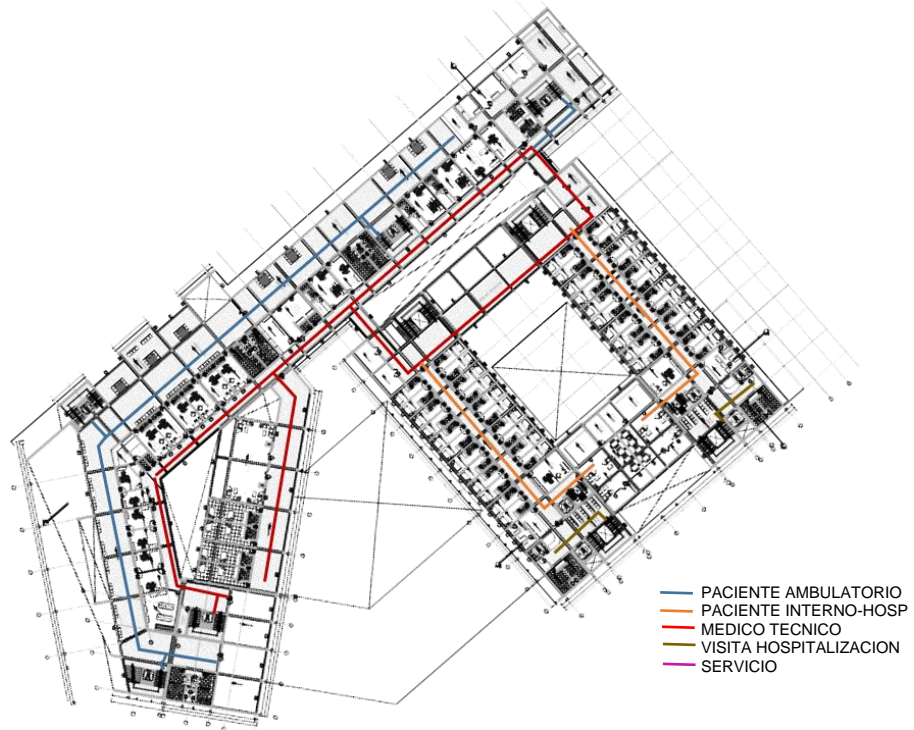 PACIENTE AMBULATORIO
PACIENTE INTERNO-HOSP
MEDICO TECNICO
VISITA HOSPITALIZACION
SERVICIO